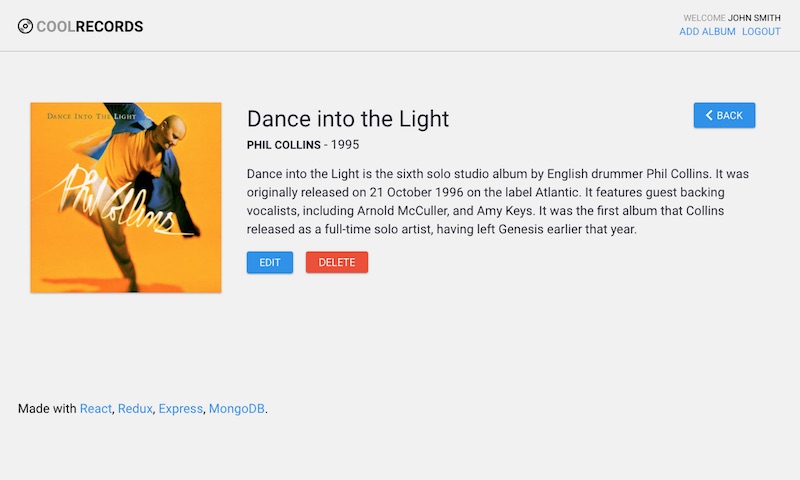 COOLRECORDS
WELCOME JOHN SMITH
ADD ALBUM LOGOUT
DANCE INTO THE LIGHT
Phil Collins
Dance into the Light
BACK
PHIL COLLINS - 1995
Dance into the Light is the sixth solo studio album by English drummer Phil Collins. It was
originally released on 21 October 1996 on the label Atlantic. It features guest backing
vocalists, including Arnold McCuller, and Amy Keys. It was the first album that Collins
released as a full-time solo artist, having left Genesis earlier that year.
EDIT
DELETE
Made with React, Redux, Express, MongoDB.